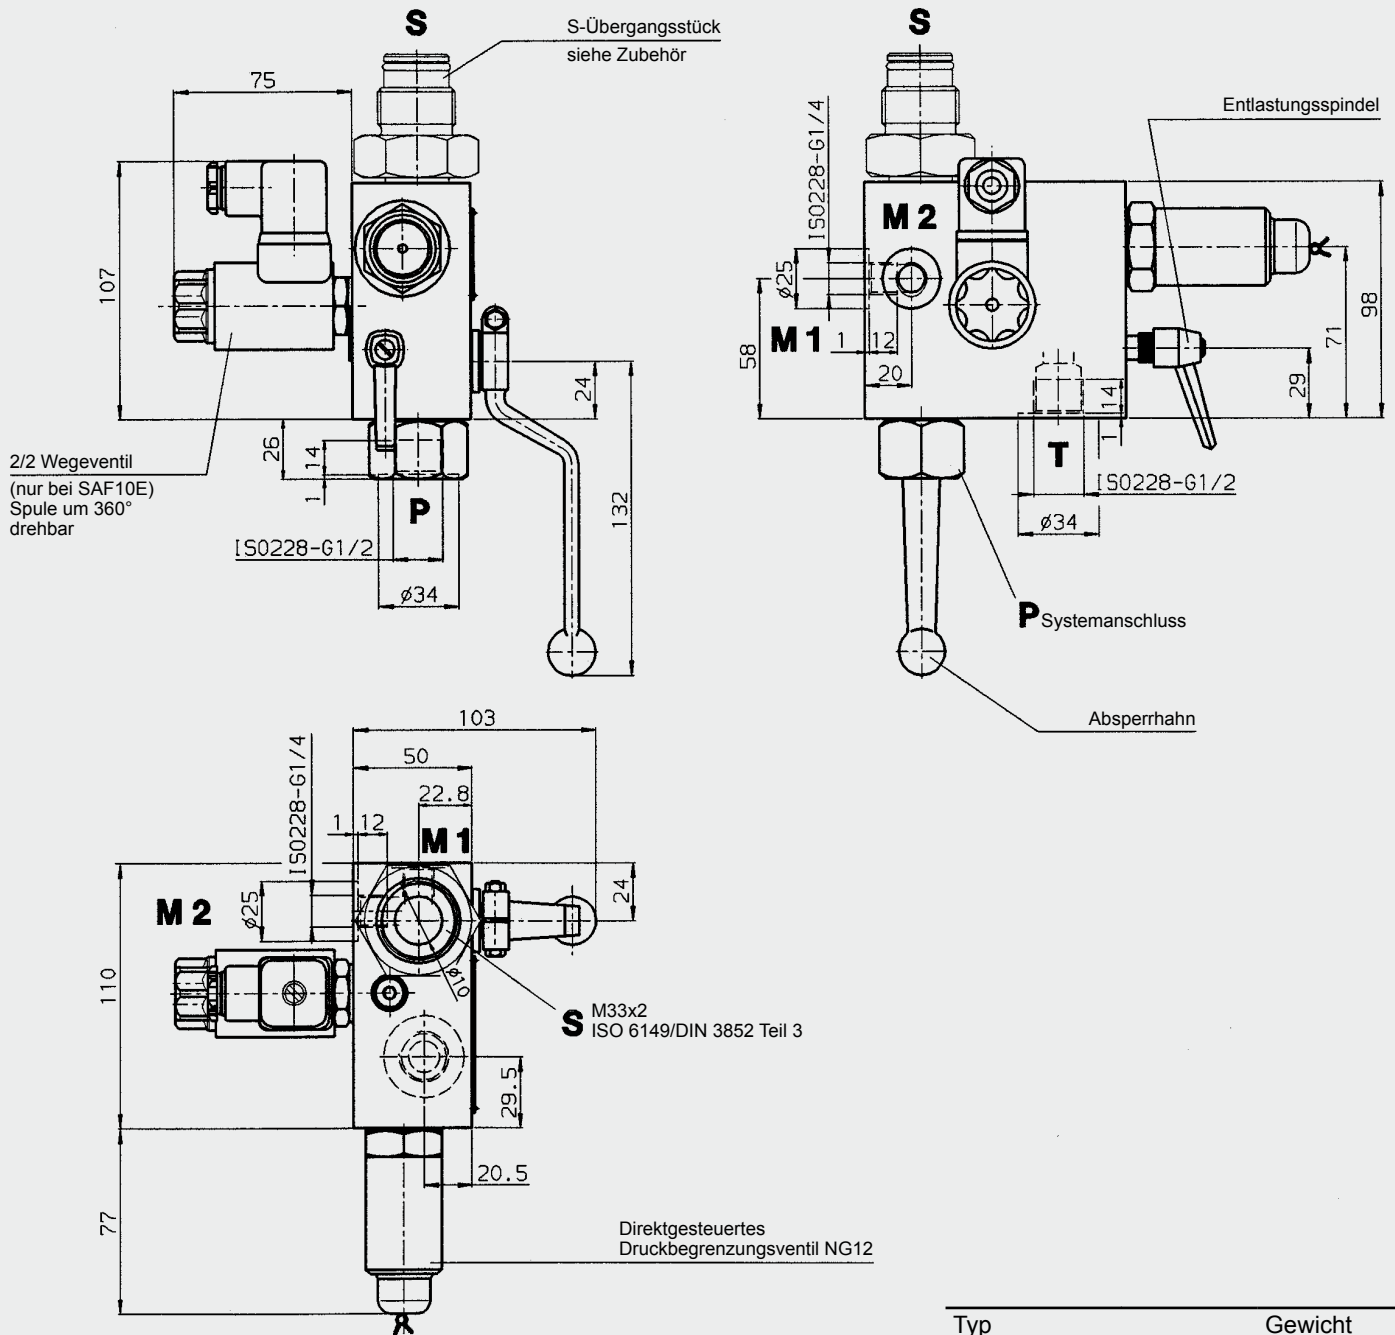 S
S-Übergangsstück
siehe Zubehör
75
107
24
26
14
1
132
P
ISO228-G1/2
ø34
2/2 Wegeventil
(nur bei SAF10E)
Spule um 360°
drehbar
S
Entlastungsspindel
ISO228-G1/4
M 2
ø25
58
M 1
1
12
20
98
71
29
14
1
T
ISO228-G1/2
ø34
P Systemanschluss
Absperrhahn
103
50
22.8
ISO228-G1/4
1
12
M 1
24
M 2
ø25
110
ø10
S M33x2
ISO 6149/DIN 3852 Teil 3
29.5
20.5
77
Direktgesteuertes
Druckbegrenzungsventil NG12
Typ Gewicht